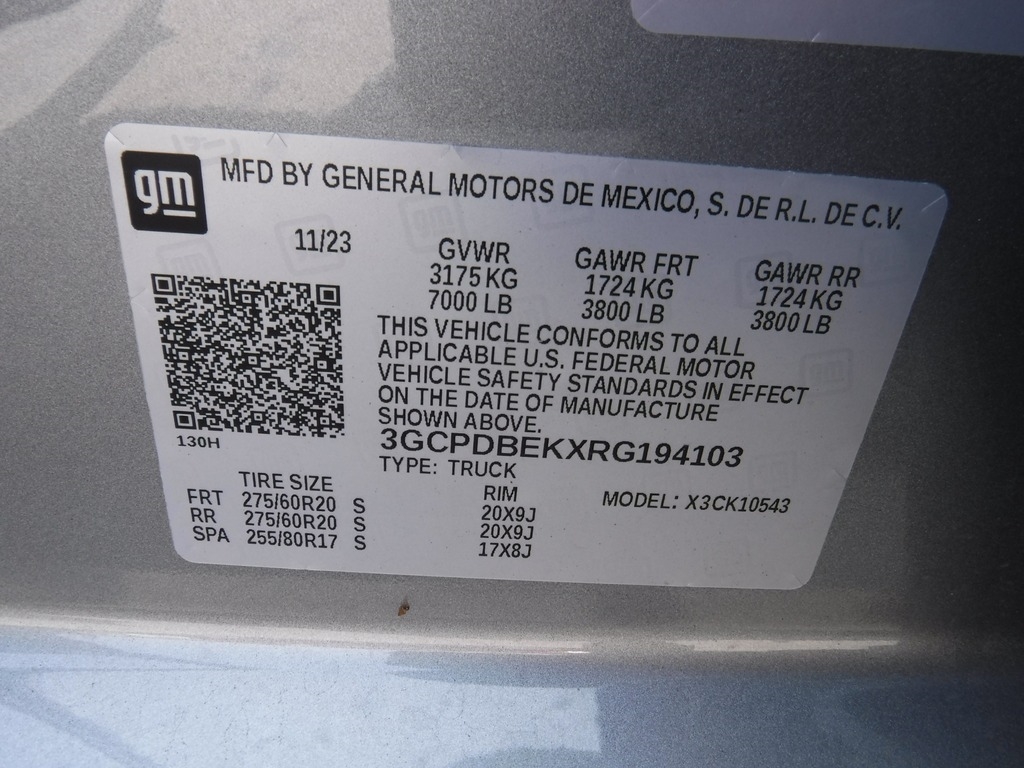 gm
MFD BY GENERAL MOTORS DE MEXICO, S. DE R.L. DE C.V.
11/23
GVWR GAWR FRT GAWR RR
3175 KG 1724 KG 1724 KG
7000 LB 3800 LB 3800 LB
THIS VEHICLE CONFORMS TO ALL
APPLICABLE U.S. FEDERAL MOTOR
VEHICLE SAFETY STANDARDS IN EFFECT
ON THE DATE OF MANUFACTURE
SHOWN ABOVE.
130H
3GCPDBEKXRG194103
TYPE: TRUCK
TIRE SIZE RIM MODEL: X3CK10543
FRT 275/60R20 S 20X9J
RR 275/60R20 S 20X9J
SPA 255/80R17 S 17X8J